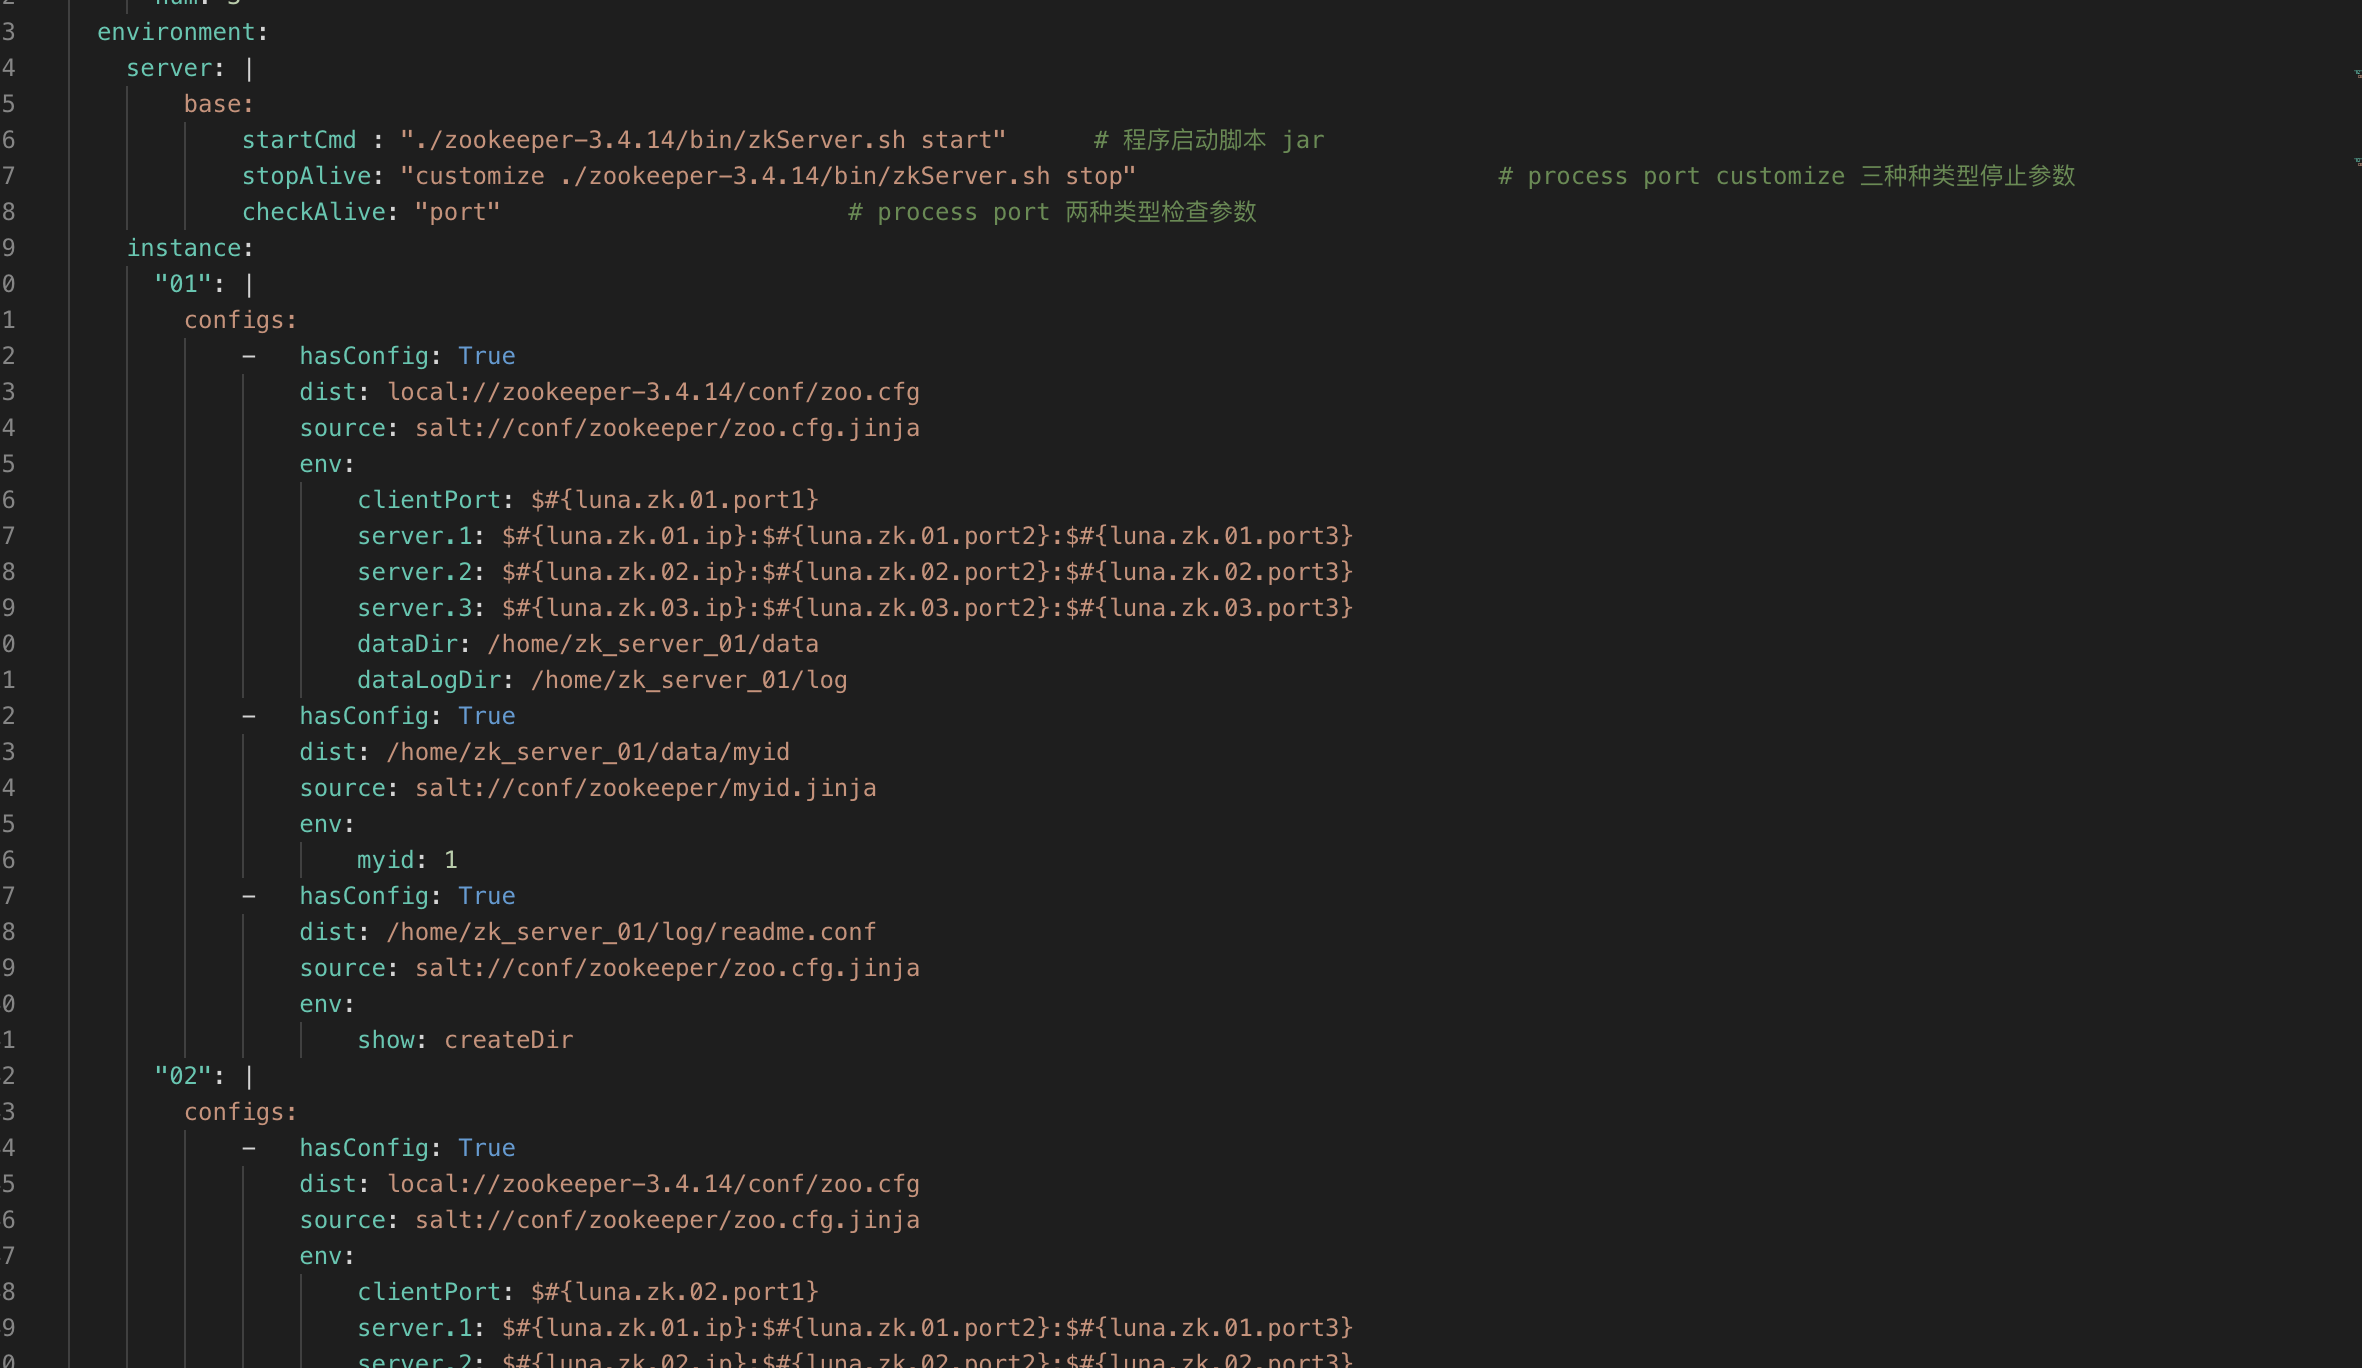 3 environment:
4 server: |
5 base:
6 startCmd : "./zookeeper-3.4.14/bin/zkServer.sh start" # 程序启动脚本 jar
7 stopAlive: "customize ./zookeeper-3.4.14/bin/zkServer.sh stop" # process port customize 三种种类型停止参数
8 checkAlive: "port" # process port 两种类型检查参数
9 instance:
0 "01": |
1 configs:
2 - hasConfig: True
3 dist: local://zookeeper-3.4.14/conf/zoo.cfg
4 source: salt://conf/zookeeper/zoo.cfg.jinja
5 env:
6 clientPort: $#{luna.zk.01.port1}
7 server.1: $#{luna.zk.01.ip}:$#{luna.zk.01.port2}:$#{luna.zk.01.port3}
8 server.2: $#{luna.zk.02.ip}:$#{luna.zk.02.port2}:$#{luna.zk.02.port3}
9 server.3: $#{luna.zk.03.ip}:$#{luna.zk.03.port2}:$#{luna.zk.03.port3}
0 dataDir: /home/zk_server_01/data
1 dataLogDir: /home/zk_server_01/log
2 - hasConfig: True
3 dist: /home/zk_server_01/data/myid
4 source: salt://conf/zookeeper/myid.jinja
5 env:
6 myid: 1
7 - hasConfig: True
8 dist: /home/zk_server_01/log/readme.conf
9 source: salt://conf/zookeeper/zoo.cfg.jinja
0 env:
1 show: createDir
2 "02": |
3 configs:
4 - hasConfig: True
5 dist: local://zookeeper-3.4.14/conf/zoo.cfg
6 source: salt://conf/zookeeper/zoo.cfg.jinja
7 env:
8 clientPort: $#{luna.zk.02.port1}
9 server.1: $#{luna.zk.01.ip}:$#{luna.zk.01.port2}:$#{luna.zk.01.port3}
0 server.2: $#{luna.zk.02.ip}:$#{luna.zk.02.port2}:$#{luna.zk.02.port3}